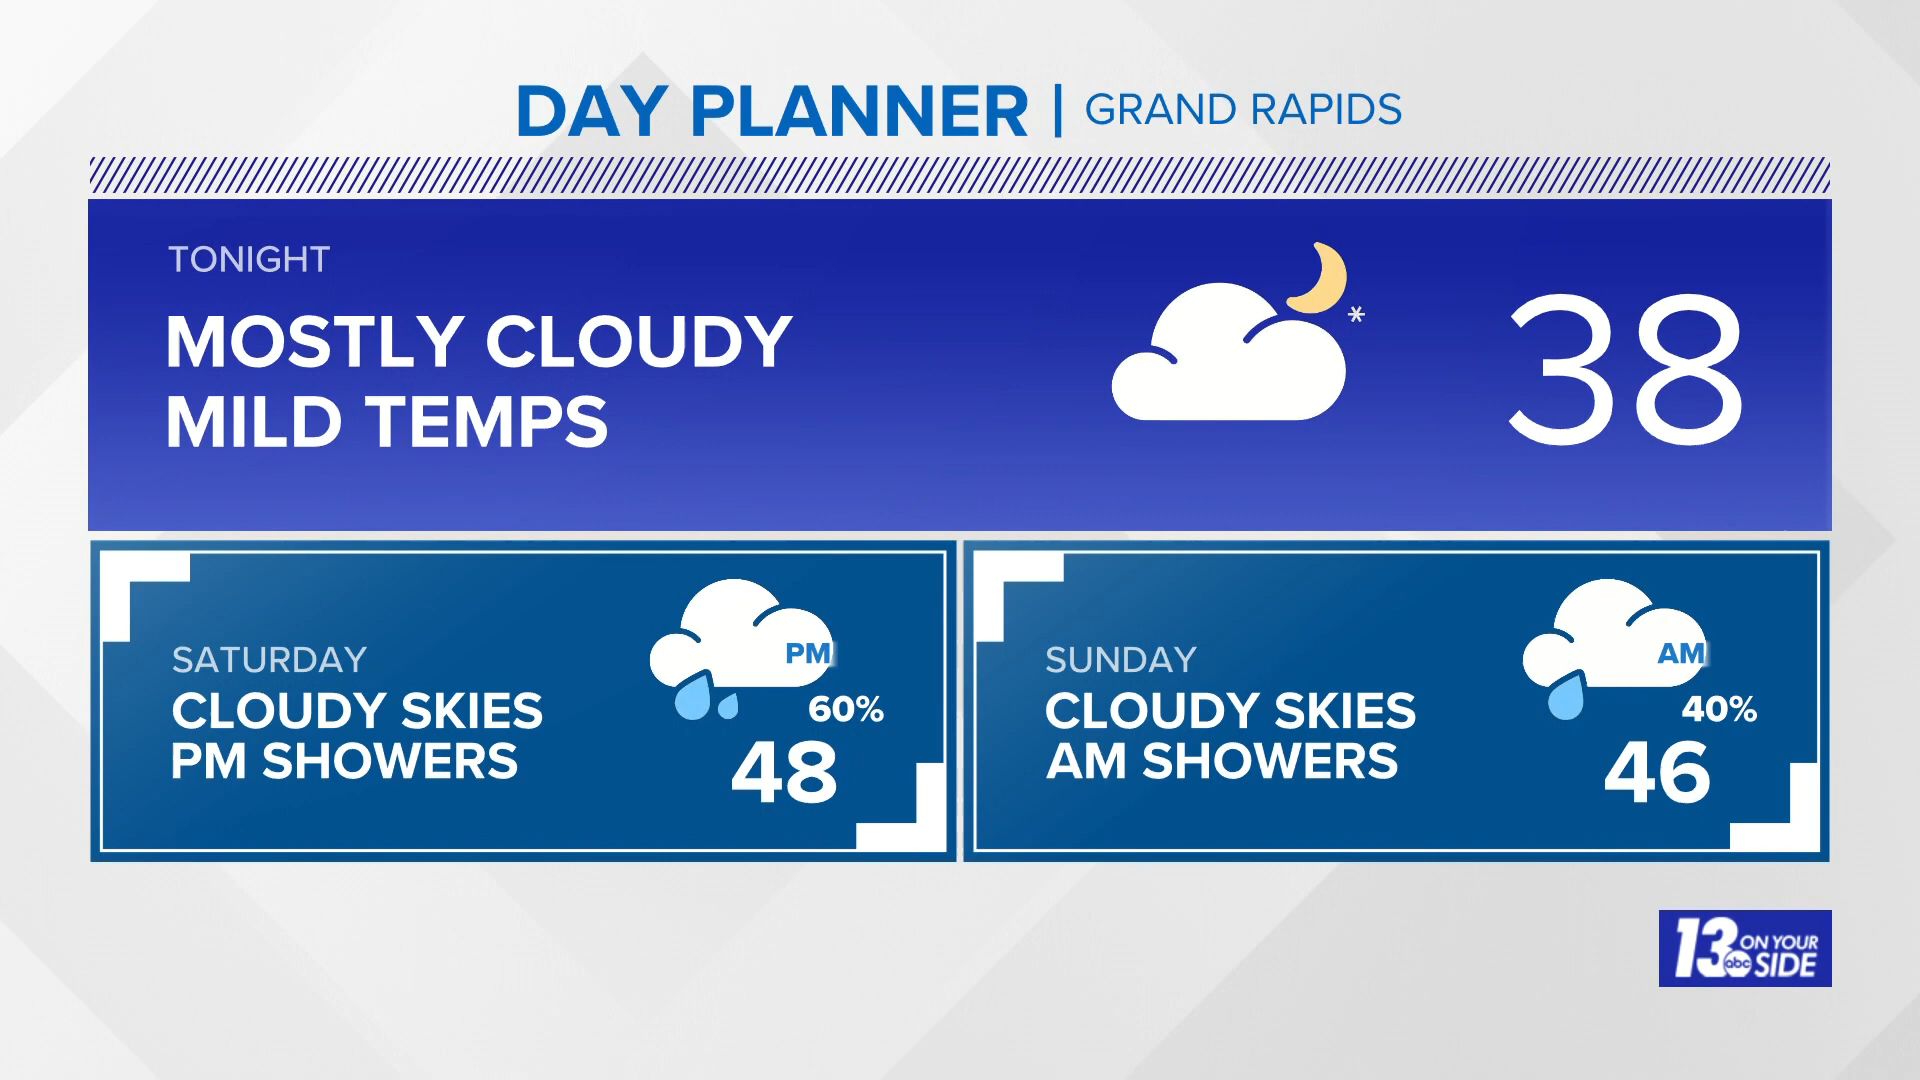 DAY PLANNER | GRAND RAPIDS
TONIGHT
MOSTLY CLOUDY
MILD TEMPS
38
SATURDAY
CLOUDY SKIES
PM SHOWERS
PM
60%
48
SUNDAY
CLOUDY SKIES
AM SHOWERS
AM
40%
46
13 ON YOUR
abc SIDE